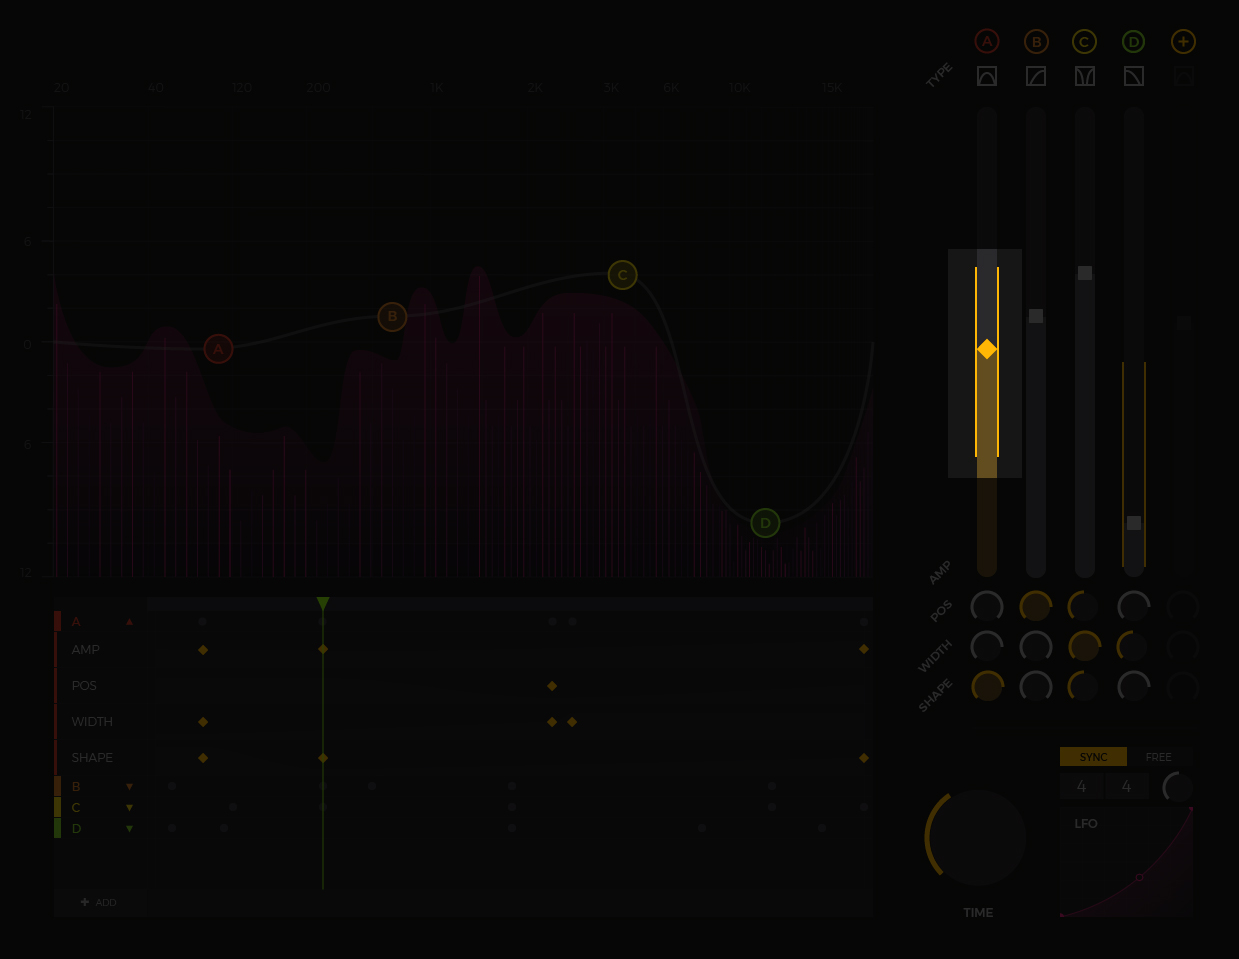 A B C D +
TYPE
20 40 120 200 1K 2K 3K 6K 10K 15K
12
6
0
6
12
A
B
C
D
AMP
POS
WIDTH
SHAPE
A
AMP
POS
WIDTH
SHAPE
B
C
D
+ ADD
SYNC FREE
4 4
LFO
TIME